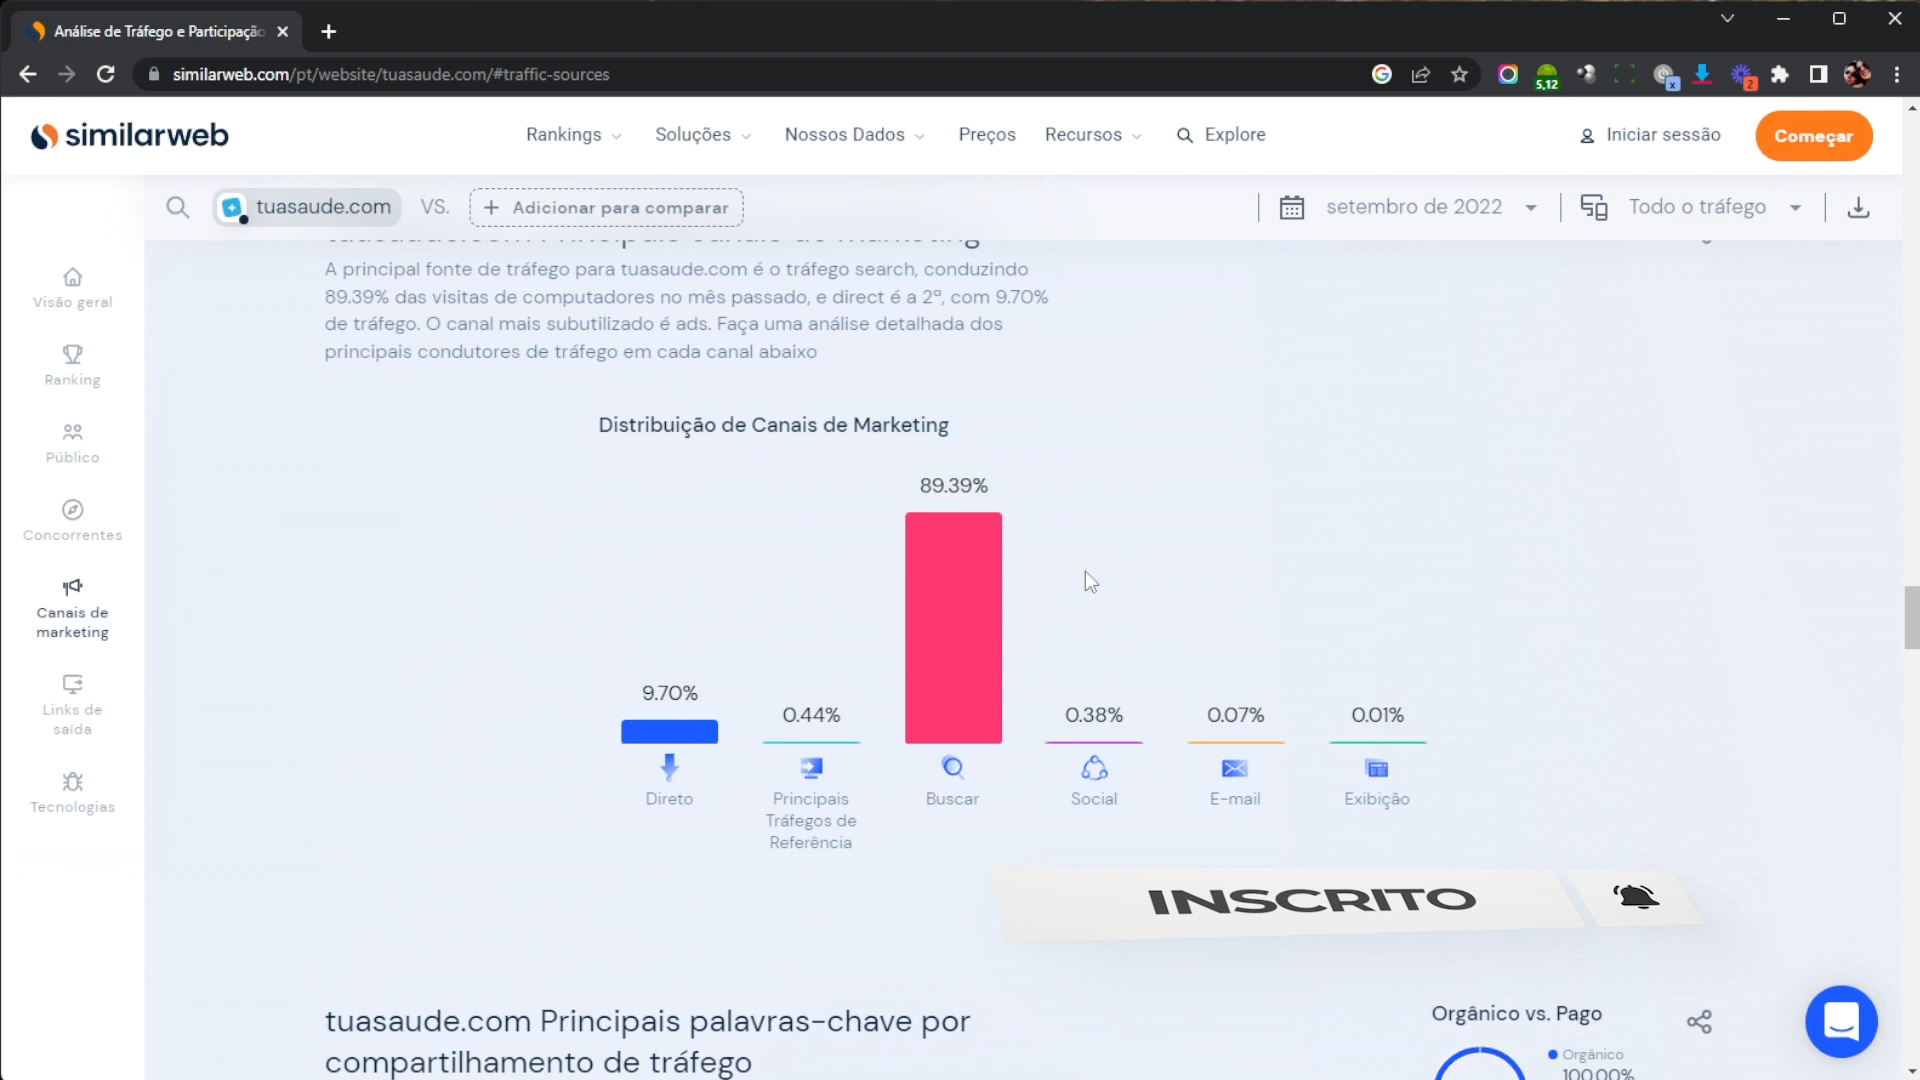 Análise de Tráfego e Participação
similarweb.com/pt/website/tuasaude.com/#traffic-sources
5,12
x
2
similarweb
Rankings
Soluções
Nossos Dados
Preços
Recursos
Explore
Iniciar sessão
Começar
tuasaude.com
VS.
+ Adicionar para comparar
setembro de 2022
Todo o tráfego
Visão geral
Ranking
Público
Concorrentes
Canais de
marketing
Links de
saída
Tecnologias
tuasaude.com Principais Canais de Marketing
A principal fonte de tráfego para tuasaude.com é o tráfego search, conduzindo
89.39% das visitas de computadores no mês passado, e direct é a 2ª, com 9.70%
de tráfego. O canal mais subutilizado é ads. Faça uma análise detalhada dos
principais condutores de tráfego em cada canal abaixo
Distribuição de Canais de Marketing
89.39%
9.70%
0.44%
0.38%
0.07%
0.01%
Direto
Principais
Tráfegos de
Referência
Buscar
Social
E-mail
Exibição
INSCRITO
tuasaude.com Principais palavras-chave por
compartilhamento de tráfego
Orgânico vs. Pago
Orgânico
100.00%